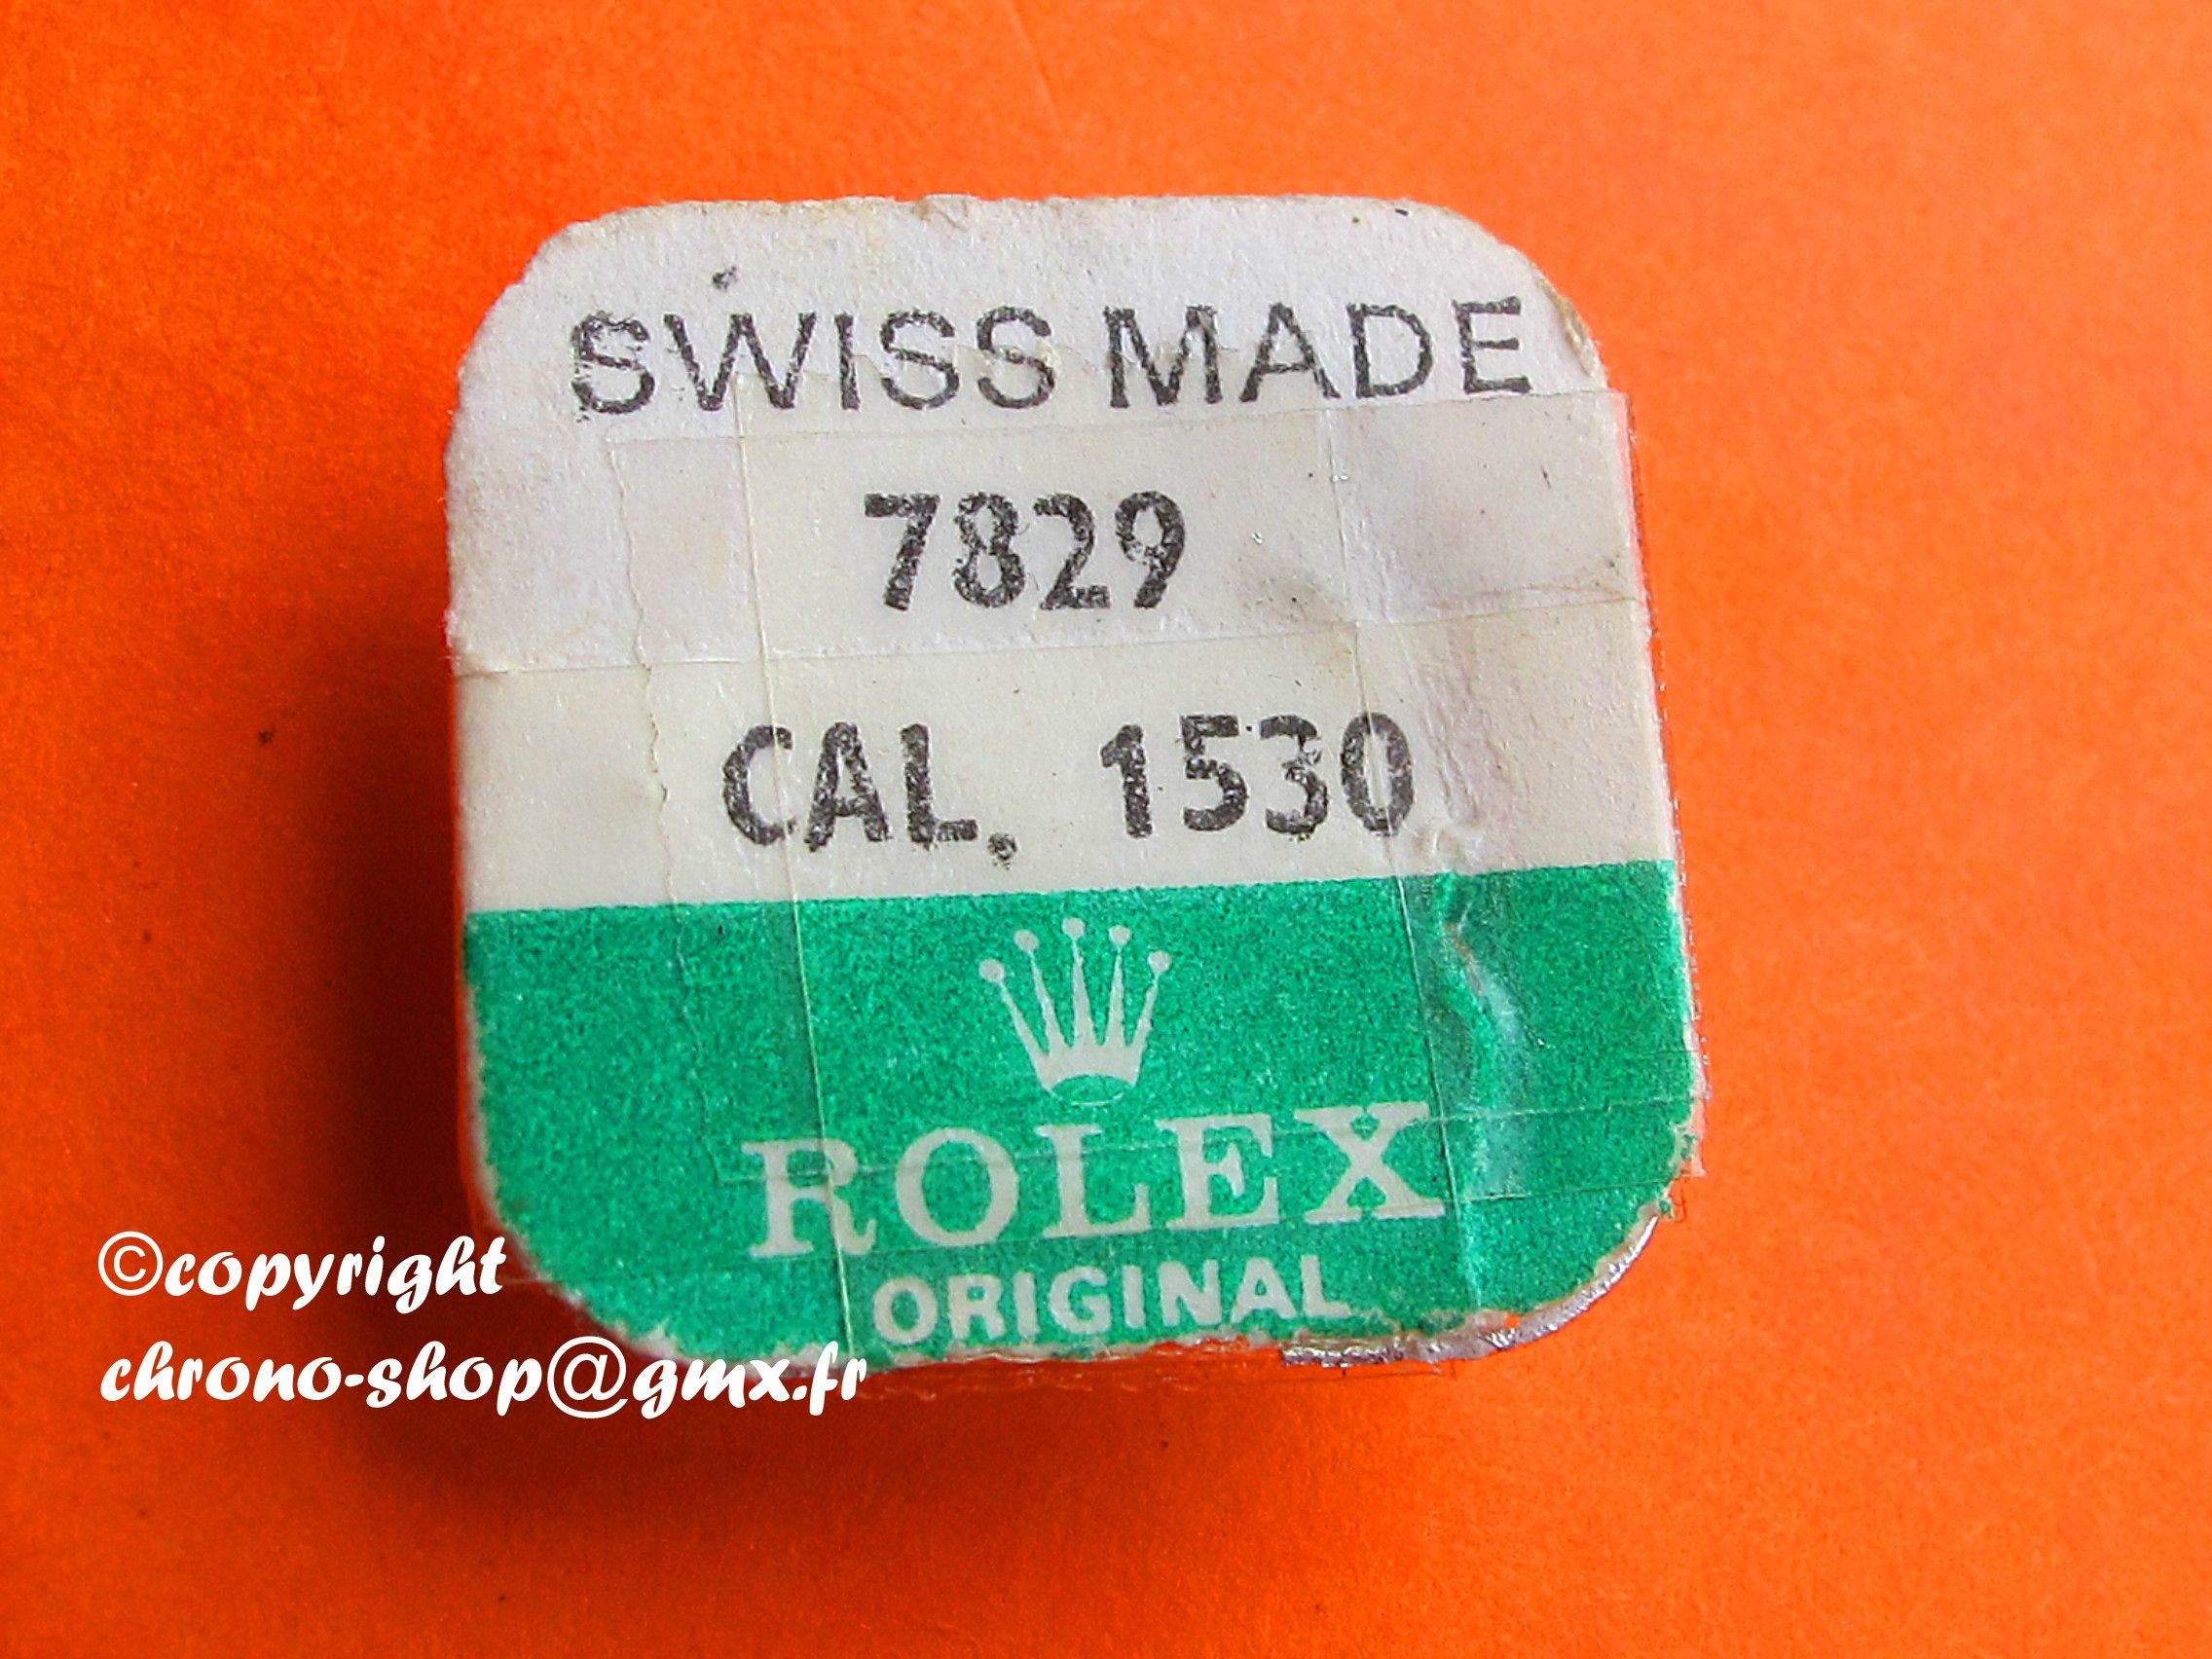 SWISS MADE
7829
CAL. 1530
ROLEX
ORIGINAL
©copyright
chrono-shop@gmx.fr